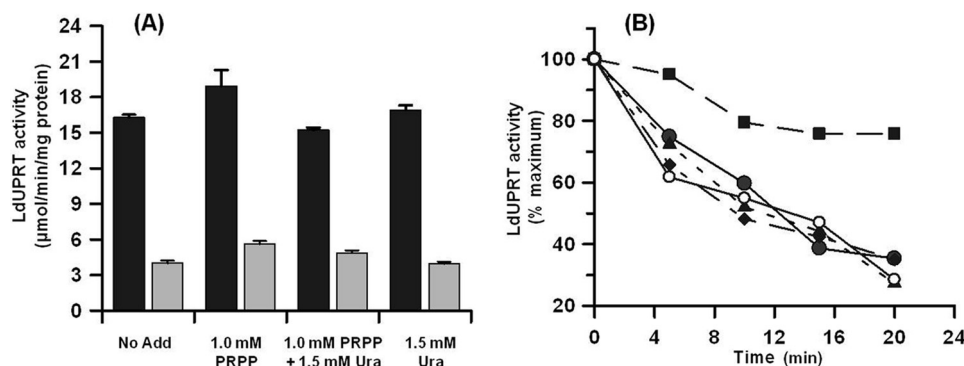 (A)
LdUPRT activity
(µmol/min/mg protein)
24
21
18
15
12
9
6
3
0
No Add
1.0 mM
PRPP
1.0 mM PRPP
+ 1.5 mM Ura
1.5 mM
Ura
(B)
LdUPRT activity
(% maximum)
100
80
60
40
20
0
4
8
12
16
20
24
Time (min)